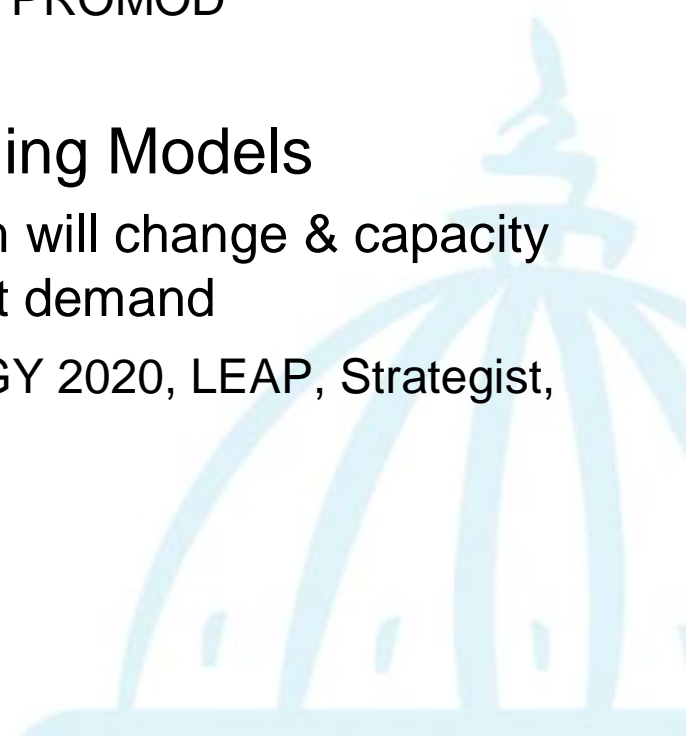 PROMOD
ing Models
will change & capacity
t demand
GY 2020, LEAP, Strategist,